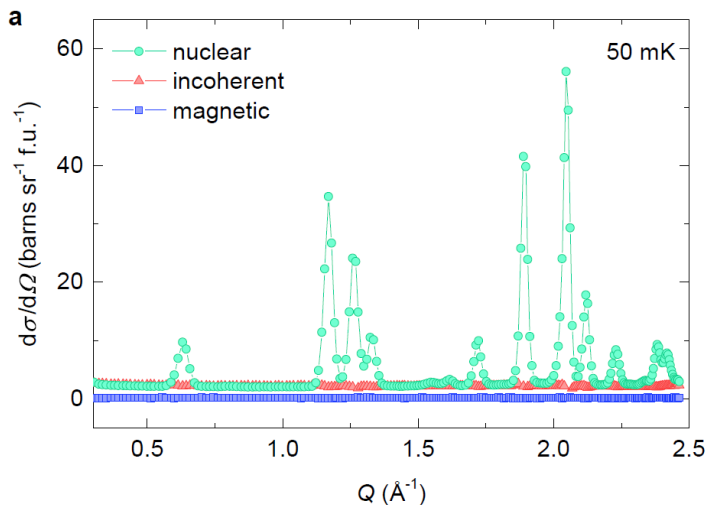 a
60
40
20
0
nuclear
incoherent
magnetic
50 mK
dσ/dΩ (barns sr⁻¹ f.u.⁻¹)
0.5 1.0 1.5 2.0 2.5
Q (Å⁻¹)